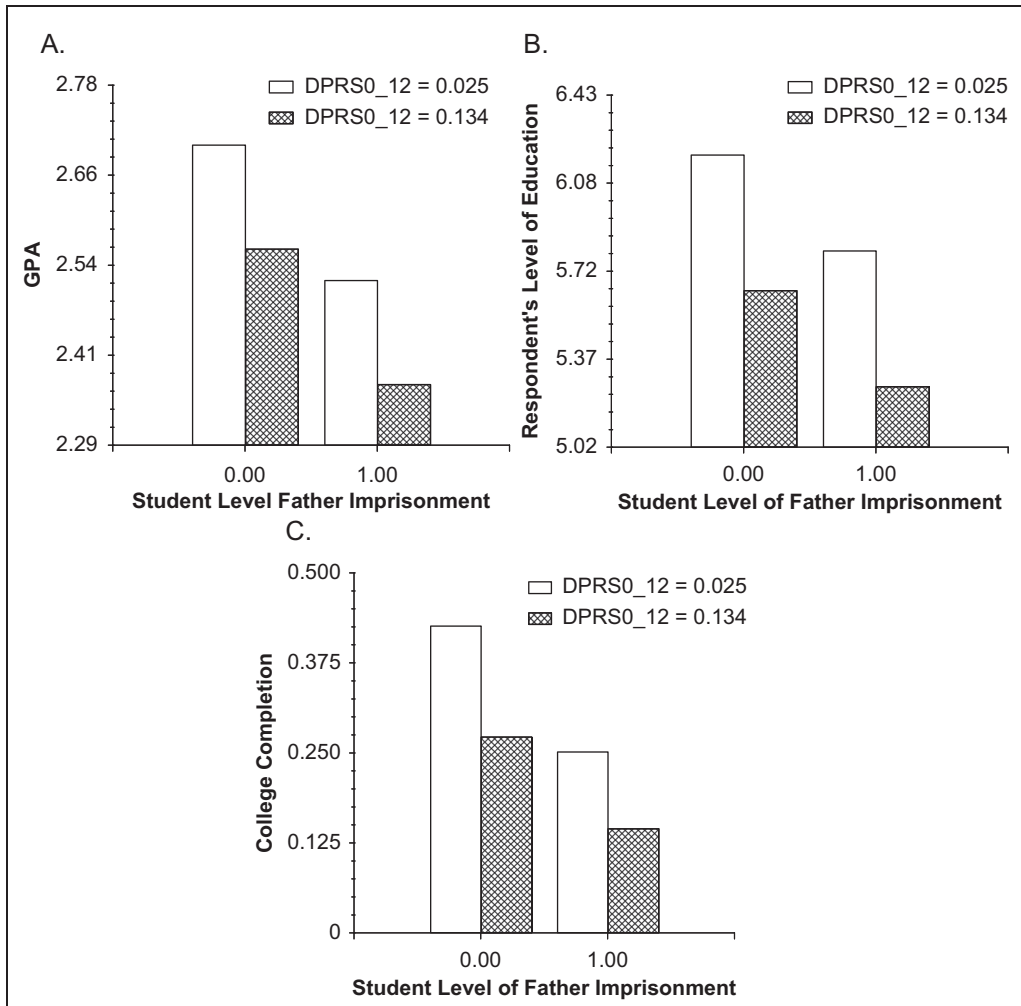 A.
DPRS0_12 = 0.025
DPRS0_12 = 0.134
2.78
2.66
2.54
2.41
2.29
GPA
0.00 1.00
Student Level Father Imprisonment
B.
DPRS0_12 = 0.025
DPRS0_12 = 0.134
6.43
6.08
5.72
5.37
5.02
Respondent's Level of Education
0.00 1.00
Student Level of Father Imprisonment
C.
DPRS0_12 = 0.025
DPRS0_12 = 0.134
0.500
0.375
0.250
0.125
0
College Completion
0.00 1.00
Student Level of Father Imprisonment